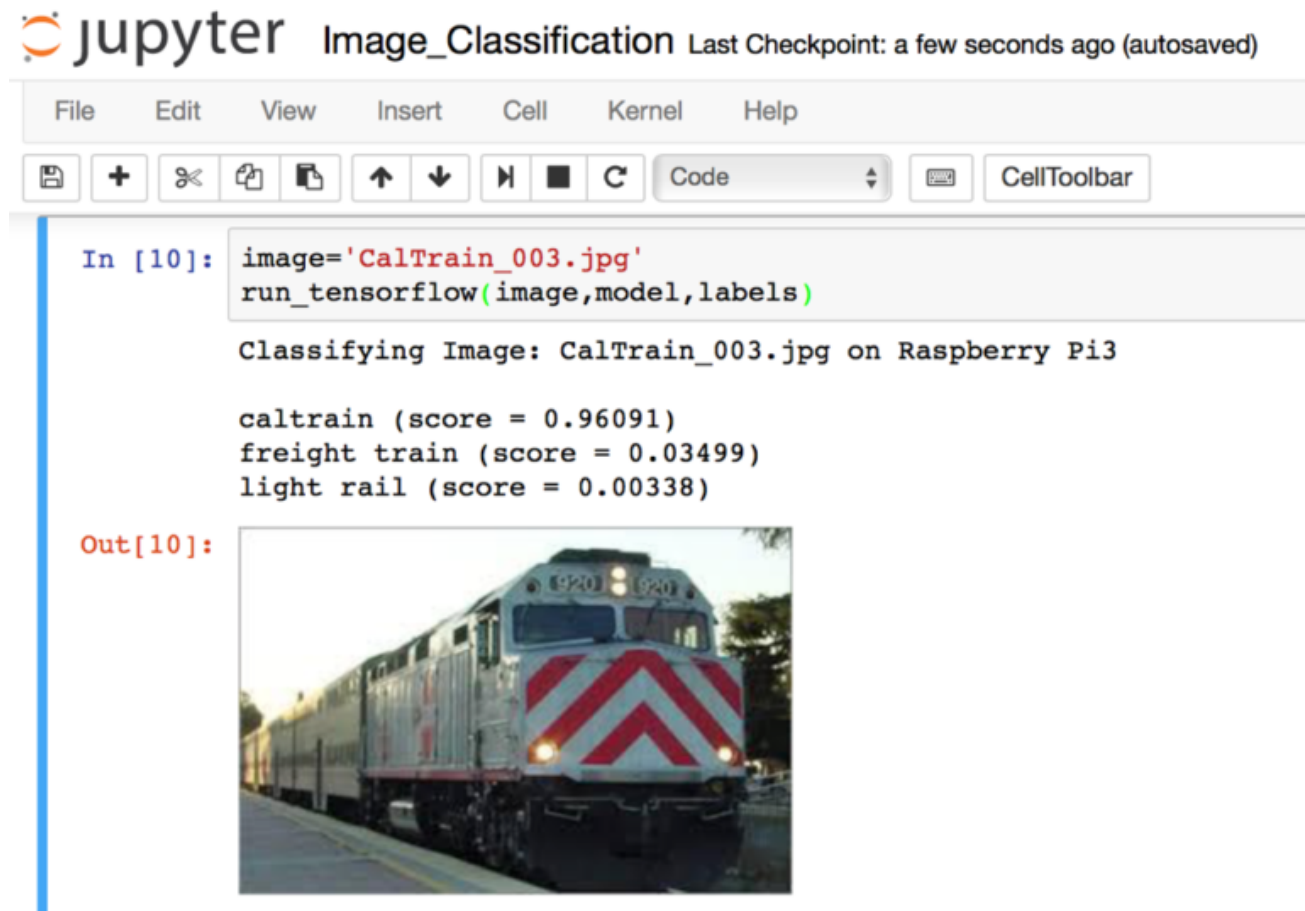 jupyter Image_Classification Last Checkpoint: a few seconds ago (autosaved)
File Edit View Insert Cell Kernel Help
Code CellToolbar
In [10]: image='CalTrain_003.jpg'
run_tensorflow(image,model,labels)
Classifying Image: CalTrain_003.jpg on Raspberry Pi3
caltrain (score = 0.96091)
freight train (score = 0.03499)
light rail (score = 0.00338)
Out[10]:
920 920